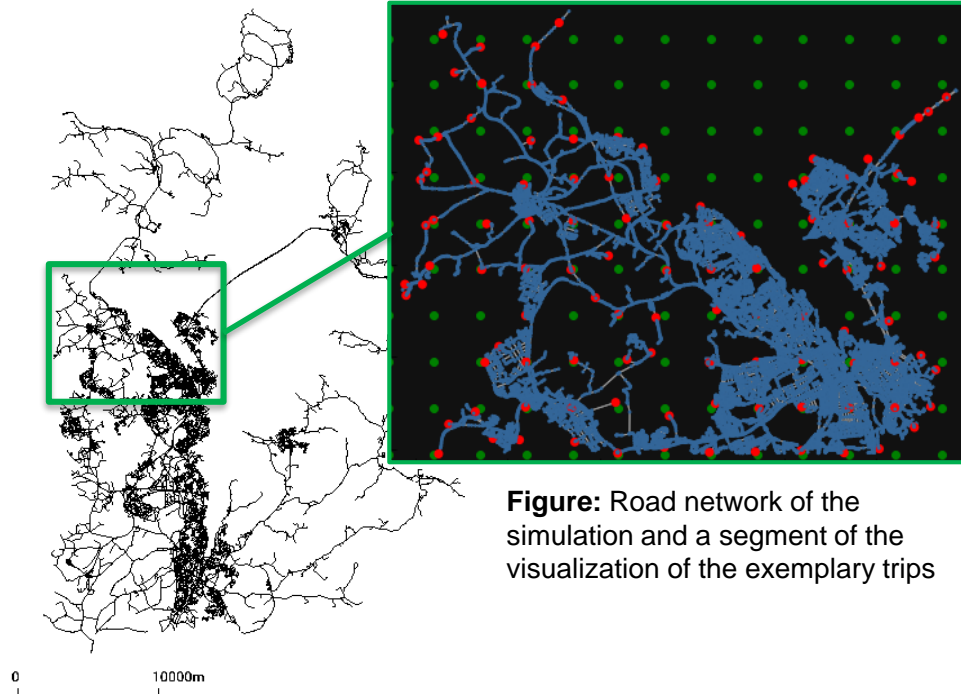 Figure: Road network of the
simulation and a segment of the
visualization of the exemplary trips
0 10000m